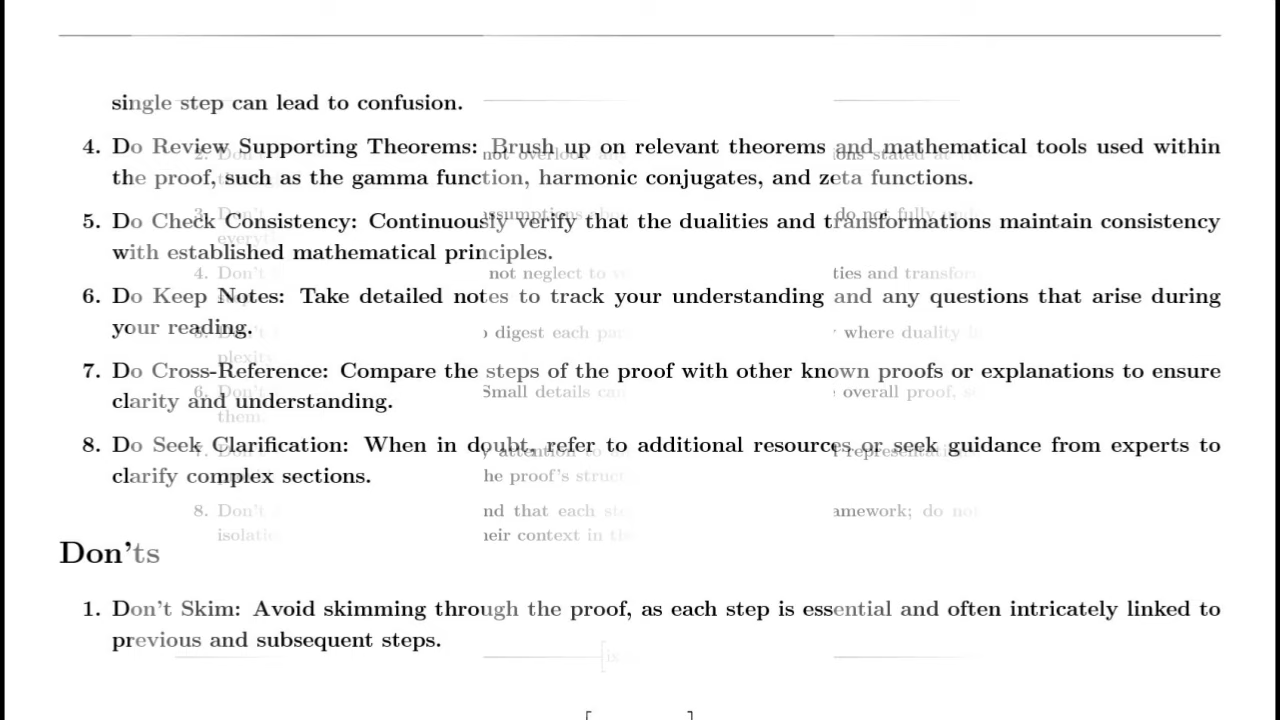 single step can lead to confusion.
4. Do Review Supporting Theorems: Brush up on relevant theorems and mathematical tools used within
the proof, such as the gamma function, harmonic conjugates, and zeta functions.
5. Do Check Consistency: Continuously verify that the dualities and transformations maintain consistency
with established mathematical principles.
6. Do Keep Notes: Take detailed notes to track your understanding and any questions that arise during
your reading.
7. Do Cross-Reference: Compare the steps of the proof with other known proofs or explanations to ensure
clarity and understanding.
8. Do Seek Clarification: When in doubt, refer to additional resources or seek guidance from experts to
clarify complex sections.
Don'ts
1. Don't Skim: Avoid skimming through the proof, as each step is essential and often intricately linked to
previous and subsequent steps.